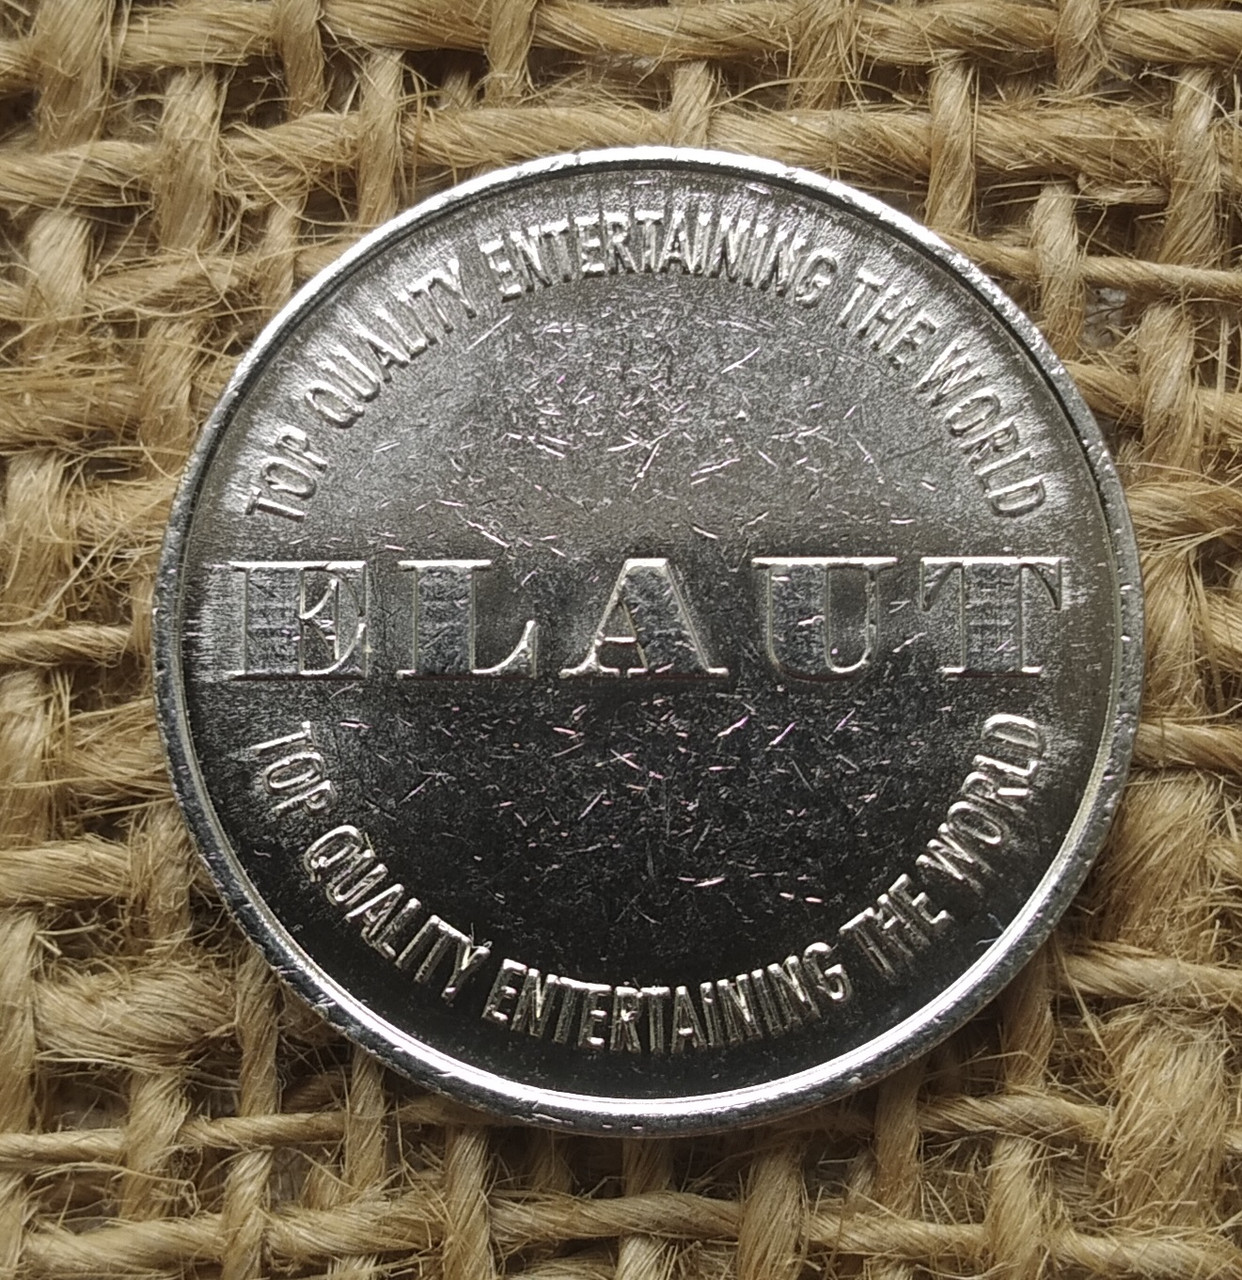 TOP QUALITY ENTERTAINING THE WORLD
ELAUT
TOP QUALITY ENTERTAINING THE WORLD